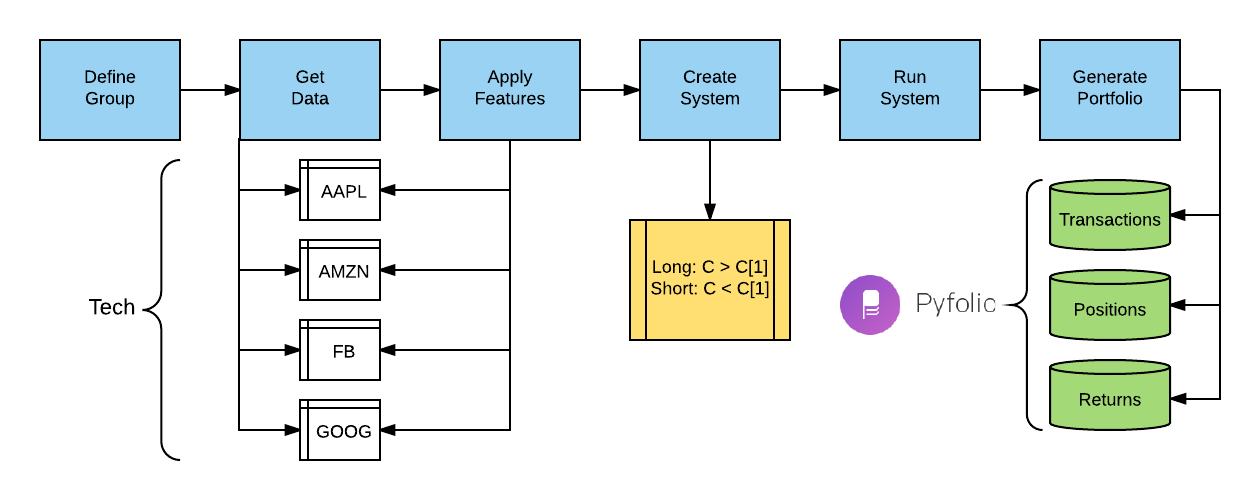 Define
Group
Get
Data
Apply
Features
Create
System
Run
System
Generate
Portfolio
Tech
AAPL
AMZN
FB
GOOG
Long: C > C[1]
Short: C < C[1]
Pyfolio
Transactions
Positions
Returns